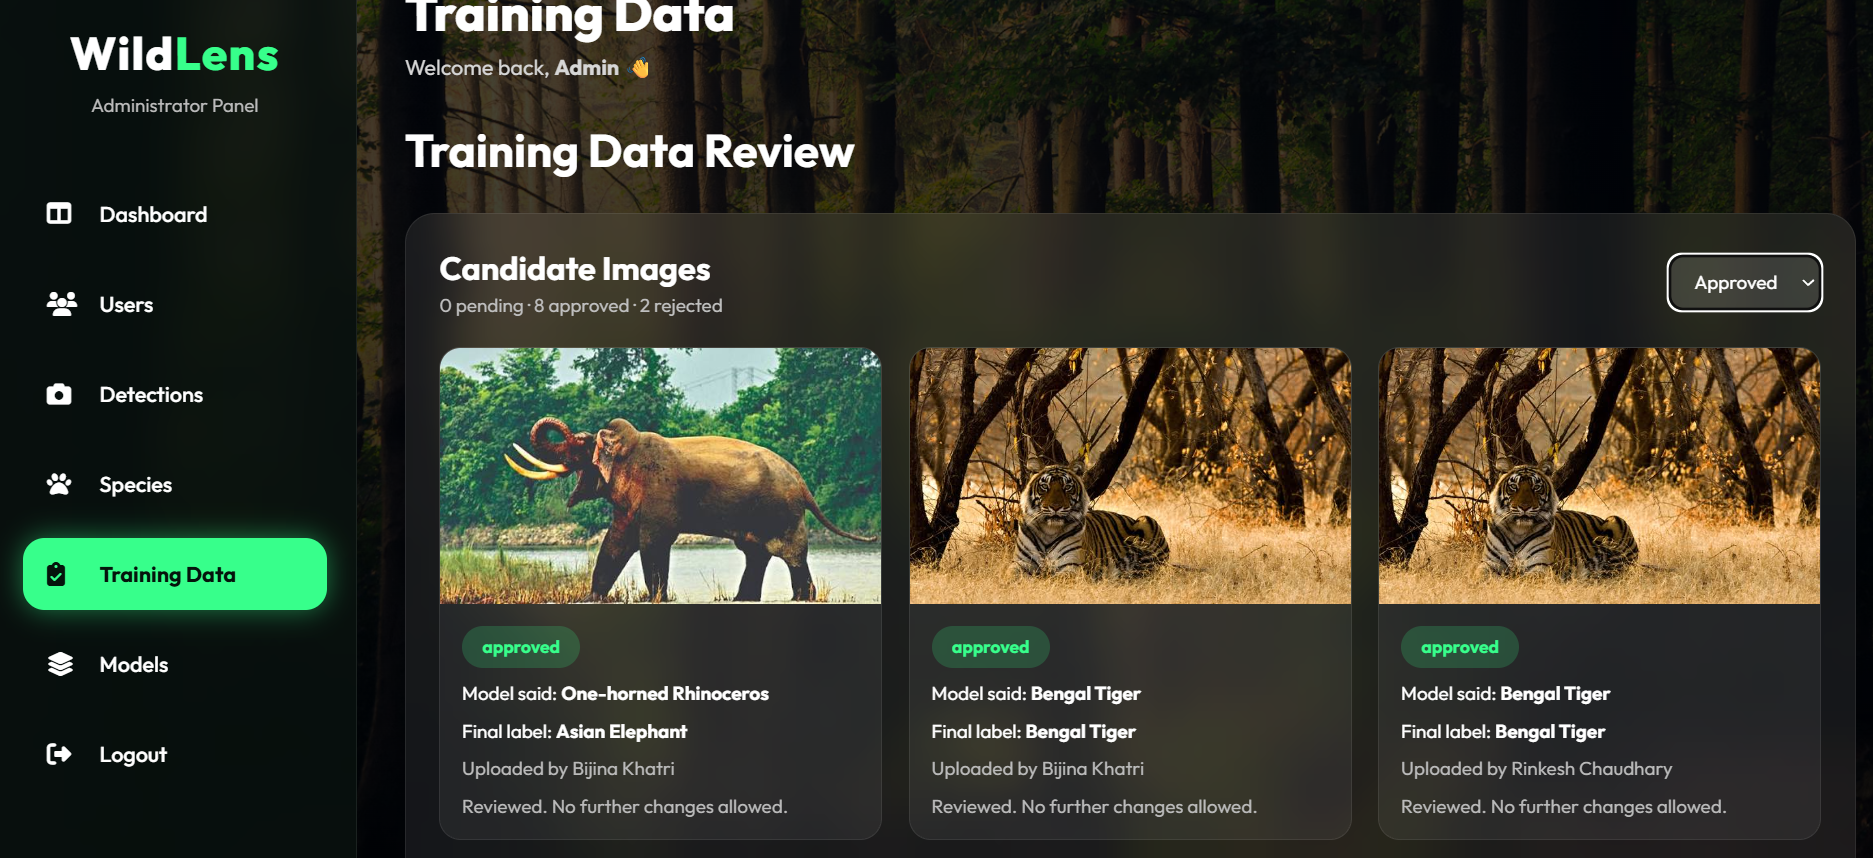 WildLens
Administrator Panel
Dashboard
Users
Detections
Species
Training Data
Models
Logout
Training Data
Welcome back, Admin 👋
Training Data Review
Candidate Images
0 pending · 8 approved · 2 rejected
Approved
approved
Model said: One-horned Rhinoceros
Final label: Asian Elephant
Uploaded by Bijina Khatri
Reviewed. No further changes allowed.
approved
Model said: Bengal Tiger
Final label: Bengal Tiger
Uploaded by Bijina Khatri
Reviewed. No further changes allowed.
approved
Model said: Bengal Tiger
Final label: Bengal Tiger
Uploaded by Rinkesh Chaudhary
Reviewed. No further changes allowed.